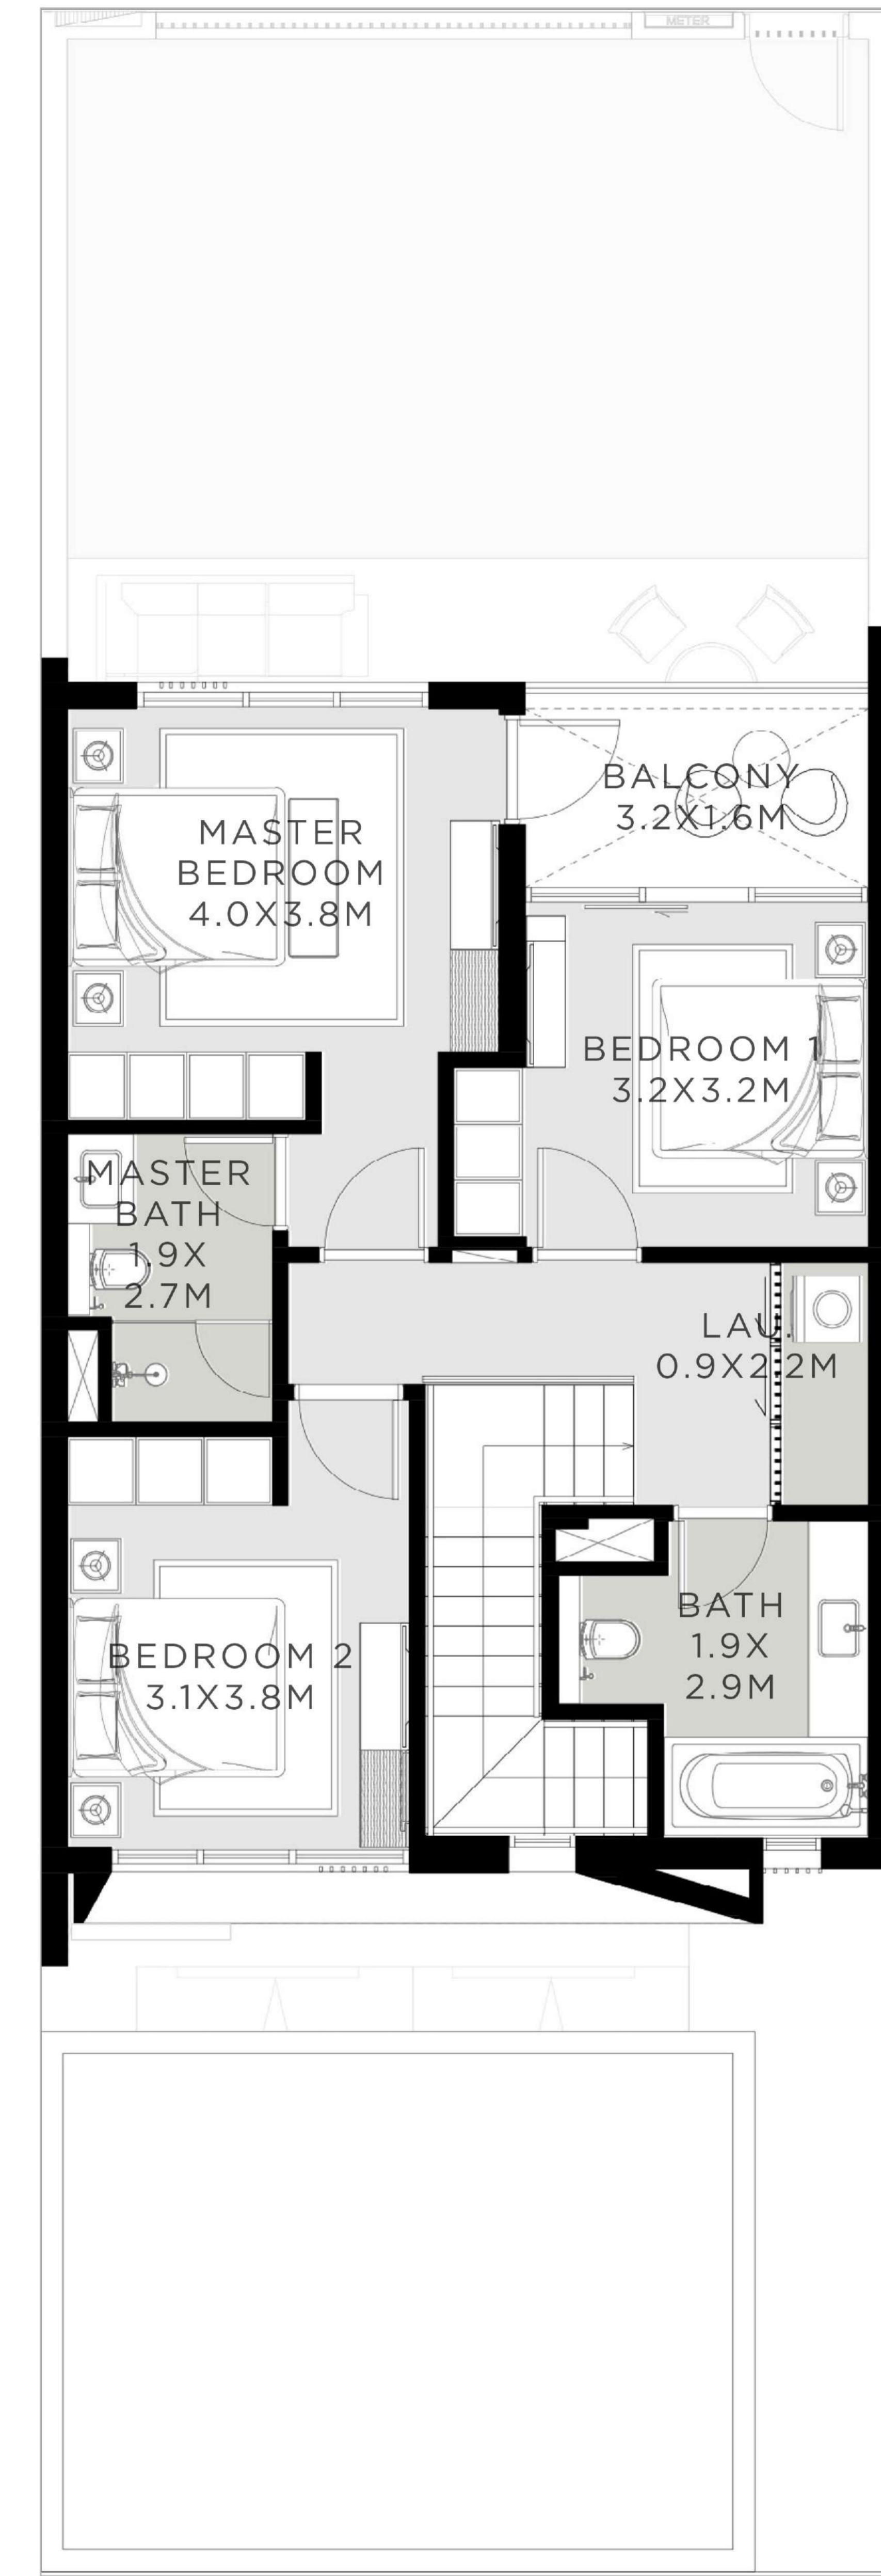 METER
BALCONY
3.2X1.6M
MASTER
BEDROOM
4.0X3.8M
BEDROOM 1
3.2X3.2M
MASTER
BATH
1.9X
2.7M
LAU.
0.9X2.2M
BATH
1.9X
2.9M
BEDROOM 2
3.1X3.8M